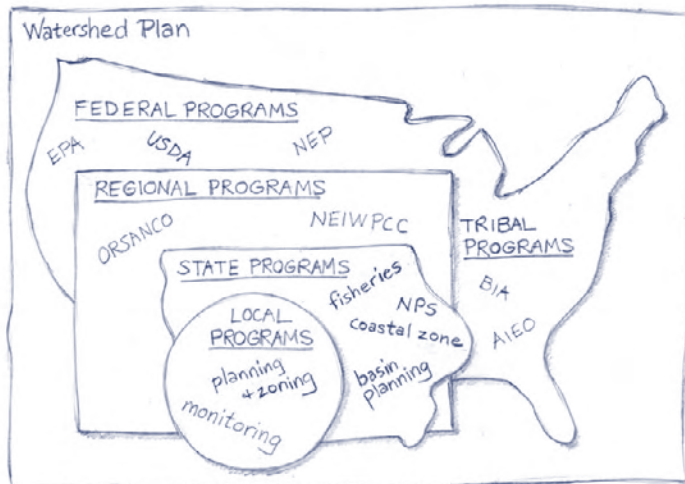 Watershed Plan
FEDERAL PROGRAMS
EPA
USDA
NEP
REGIONAL PROGRAMS
ORSANCO
NEIWPCC
TRIBAL
PROGRAMS
BIA
AIEO
STATE PROGRAMS
fisheries
NPS
coastal zone
basin
planning
LOCAL
PROGRAMS
planning
+ zoning
monitoring